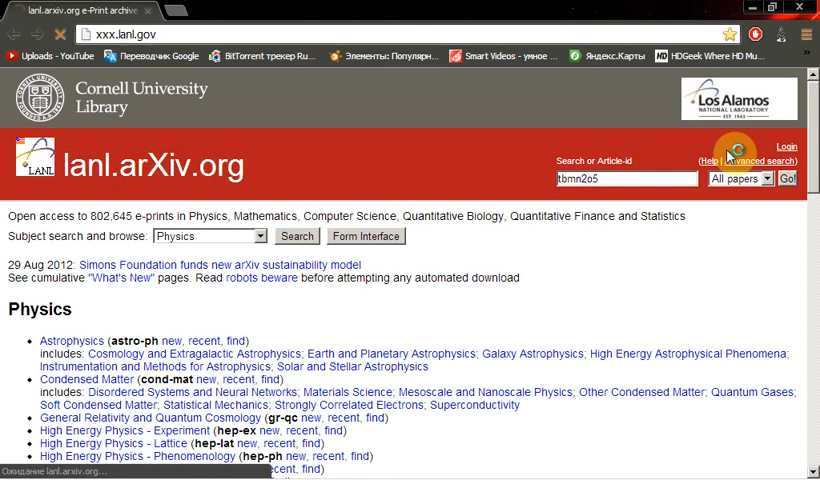 lanl.arxiv.org e-Print archive
xxx.lanl.gov
Uploads - YouTube Переводчик Google BitTorrent трекер Ru... Элементы: Популярн... Smart Videos - умное ... Яндекс.Карты HDGeek Where HD Mu...
Cornell University
Library
Los Alamos
NATIONAL LABORATORY
EST. 1943
LANL
lanl.arXiv.org
Login
Search or Article-id
(Help | Advanced search)
tbmn2o5
All papers
Go!
Open access to 802,645 e-prints in Physics, Mathematics, Computer Science, Quantitative Biology, Quantitative Finance and Statistics
Subject search and browse: Physics Search Form Interface
29 Aug 2012: Simons Foundation funds new arXiv sustainability model
See cumulative "What's New" pages. Read robots beware before attempting any automated download
Physics
Astrophysics (astro-ph new, recent, find)
includes: Cosmology and Extragalactic Astrophysics; Earth and Planetary Astrophysics; Galaxy Astrophysics; High Energy Astrophysical Phenomena;
Instrumentation and Methods for Astrophysics; Solar and Stellar Astrophysics
Condensed Matter (cond-mat new, recent, find)
includes: Disordered Systems and Neural Networks; Materials Science; Mesoscale and Nanoscale Physics; Other Condensed Matter; Quantum Gases;
Soft Condensed Matter; Statistical Mechanics; Strongly Correlated Electrons; Superconductivity
General Relativity and Quantum Cosmology (gr-qc new, recent, find)
High Energy Physics - Experiment (hep-ex new, recent, find)
High Energy Physics - Lattice (hep-lat new, recent, find)
High Energy Physics - Phenomenology (hep-ph new, recent, find)
recent, find)
Ожидание lanl.arxiv.org...